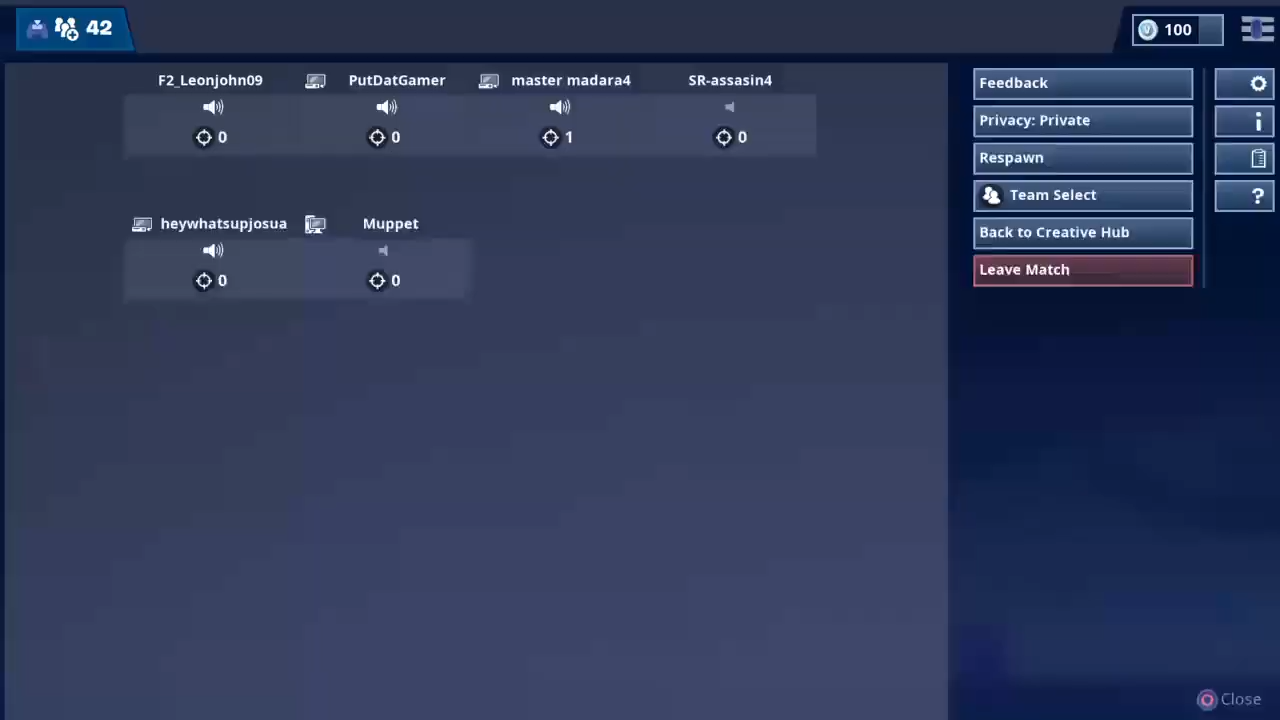 42
100
F2_Leonjohn09 PutDatGamer master madara4 SR-assasin4
0 0 1 0
heywhatsupjosua Muppet
0 0
Feedback
Privacy: Private
Respawn
Team Select
Back to Creative Hub
Leave Match
i
?
Close